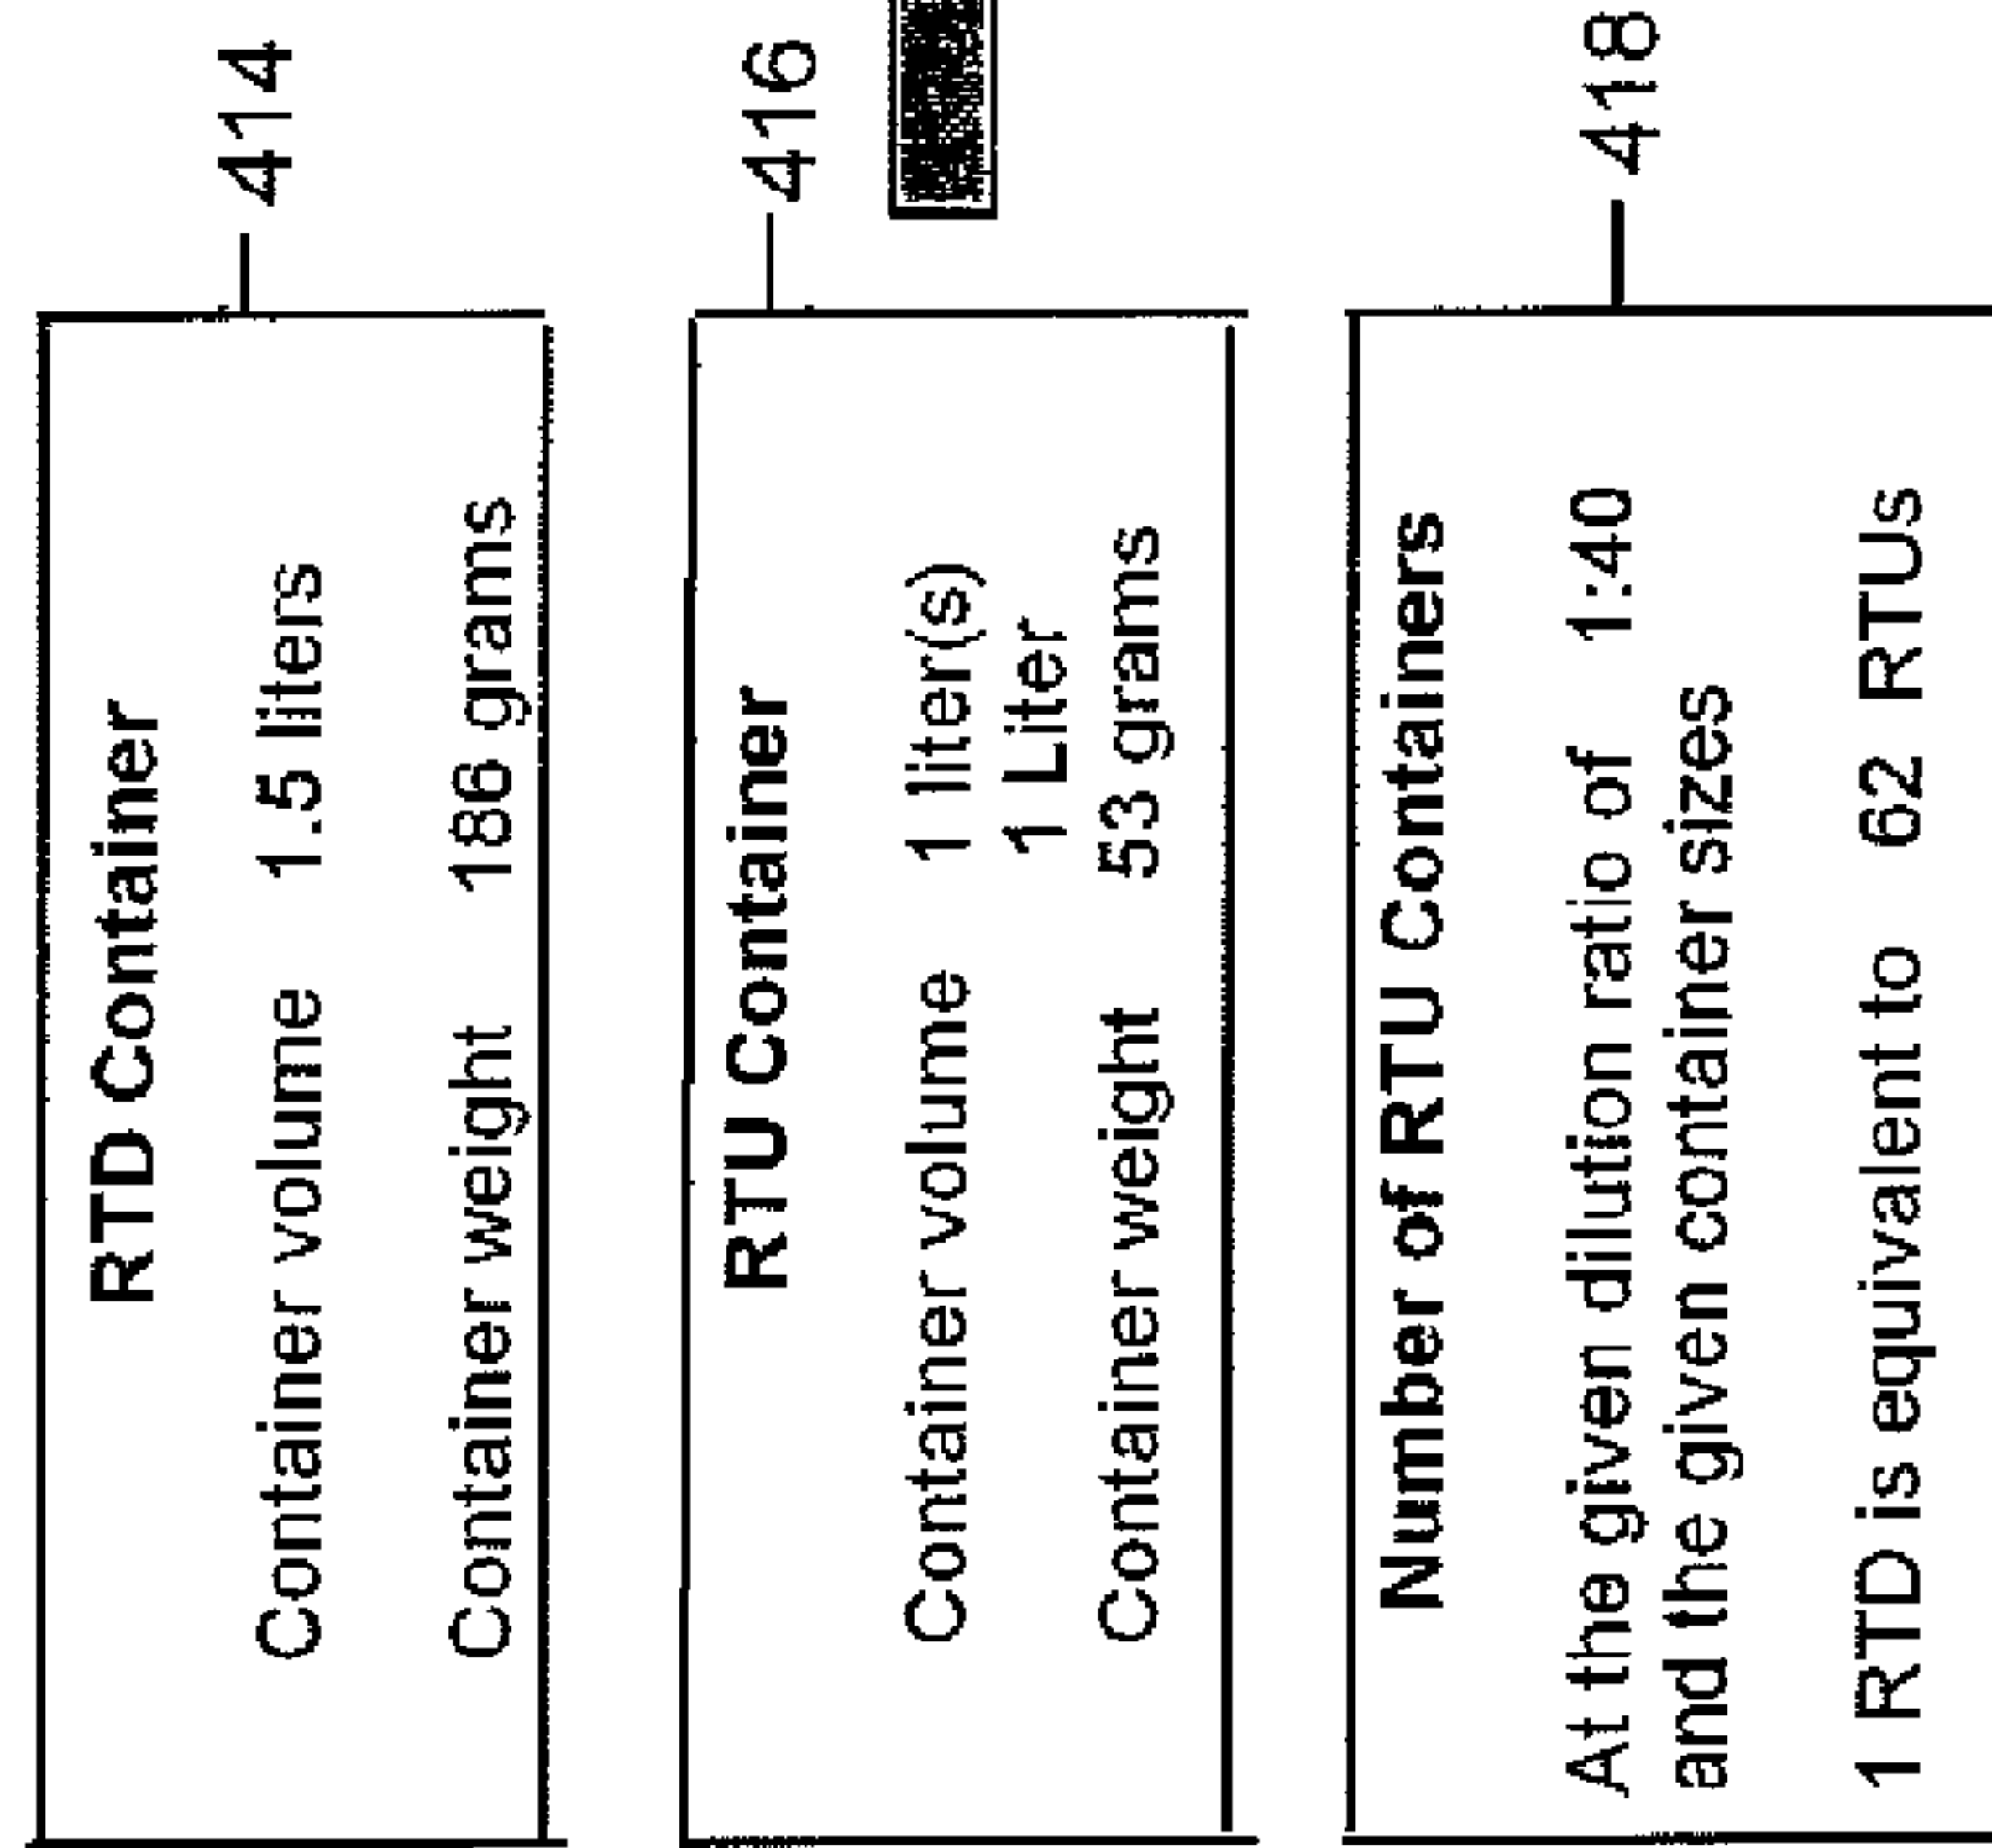 RTD Container
Container volume 1.5 liters
Container weight 186 grams
414
RTU Container
Container volume 1 liter(s)
1 Liter
Container weight 53 grams
416
Number of RTU Containers
At the given dilution ratio of 1:40
and the given container sizes
1 RTD is equivalent to 62 RTUs
418